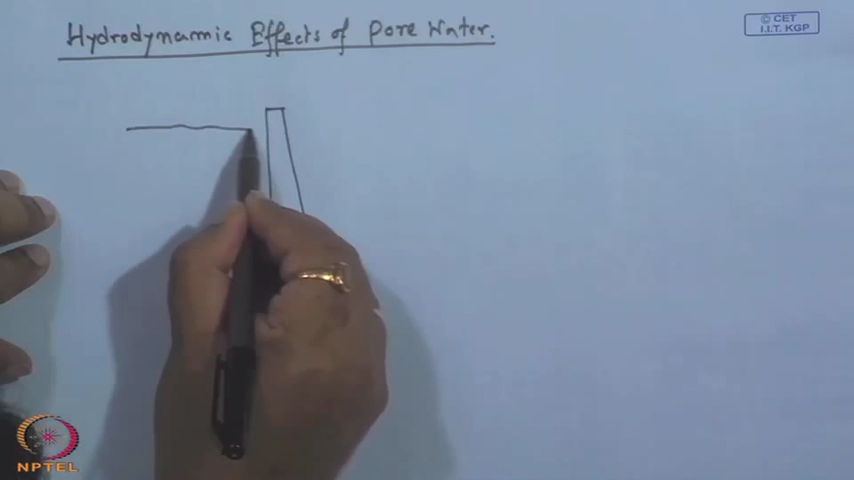 Hydrodynamic Effects of Pore Water.
© CET
I.I.T. KGP
NPTEL